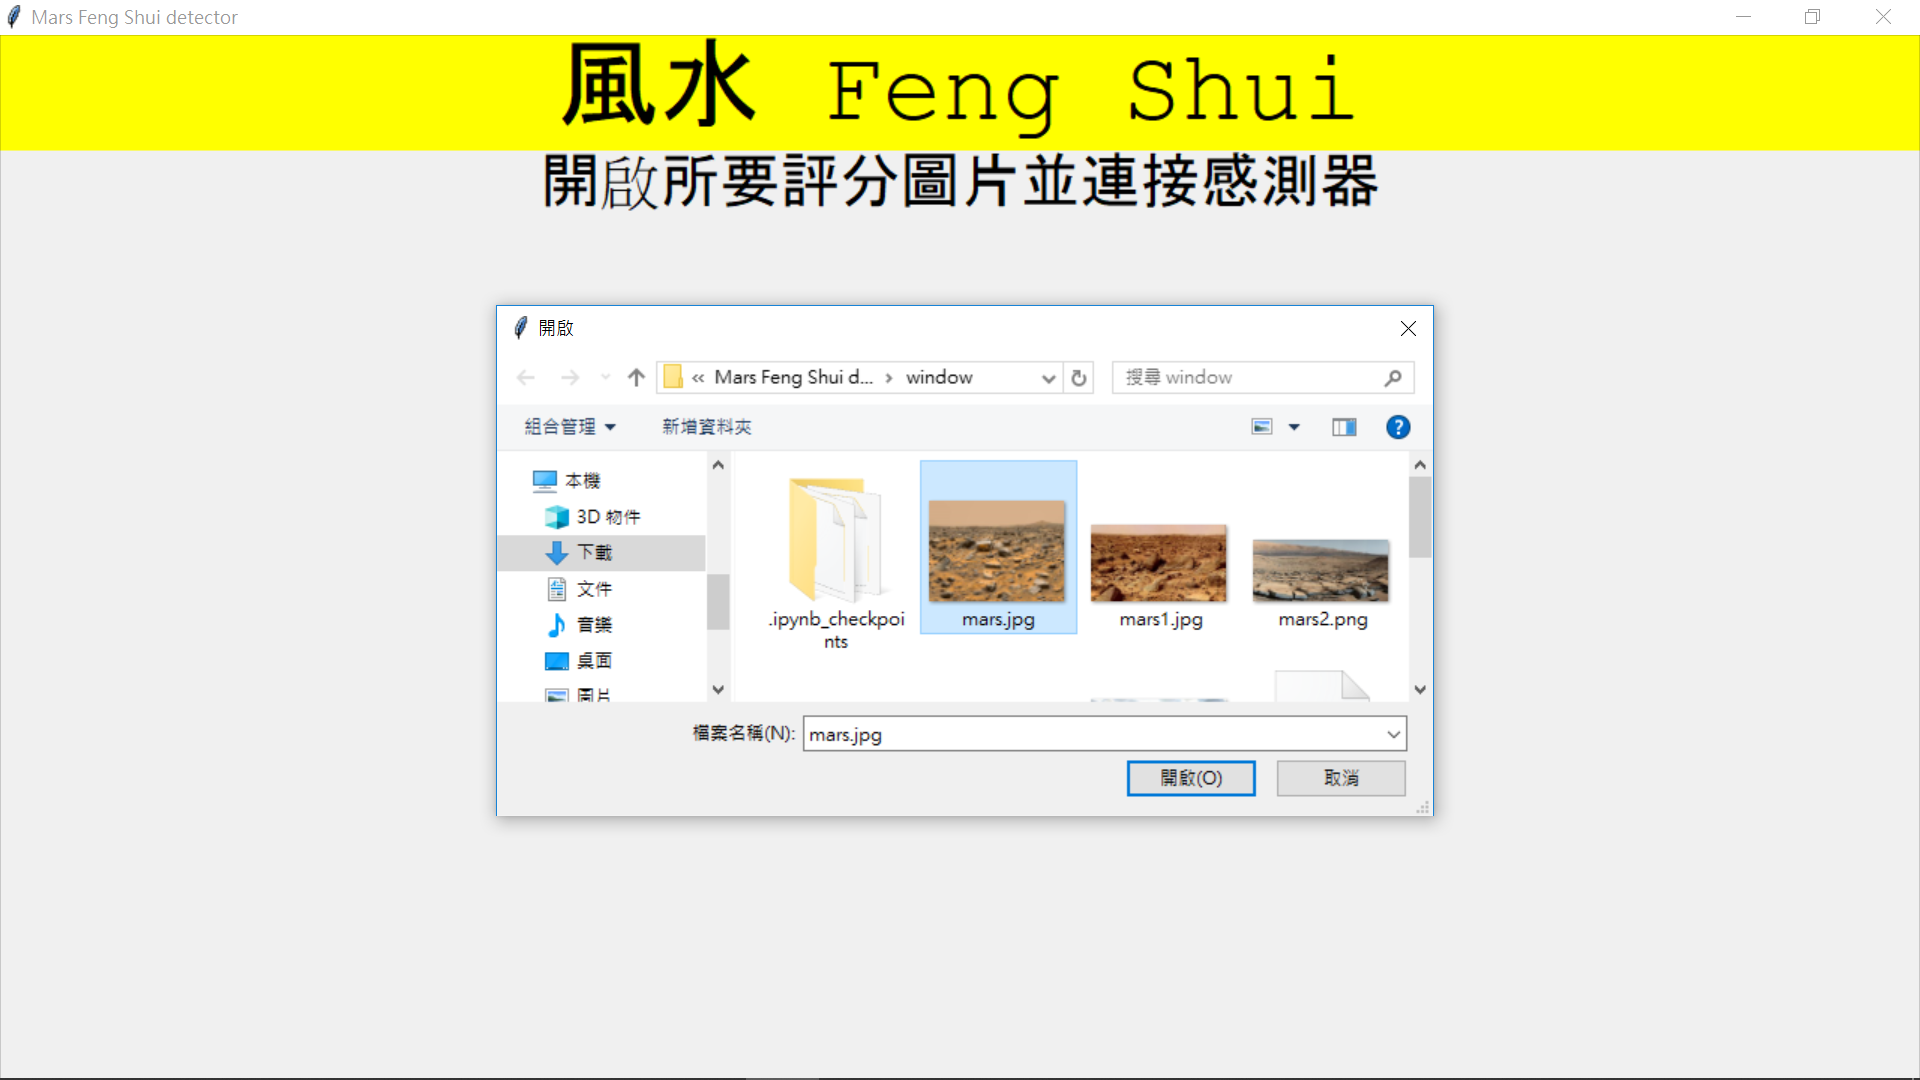 Mars Feng Shui detector
風水 Feng Shui
開啟所要評分圖片並連接感測器
開啟
« Mars Feng Shui d... › window
搜尋 window
組合管理
新增資料夾
?
本機
3D 物件
下載
文件
音樂
桌面
圖片
.ipynb_checkpoi
nts
mars.jpg
mars1.jpg
mars2.png
檔案名稱(N):
mars.jpg
開啟(O)
取消